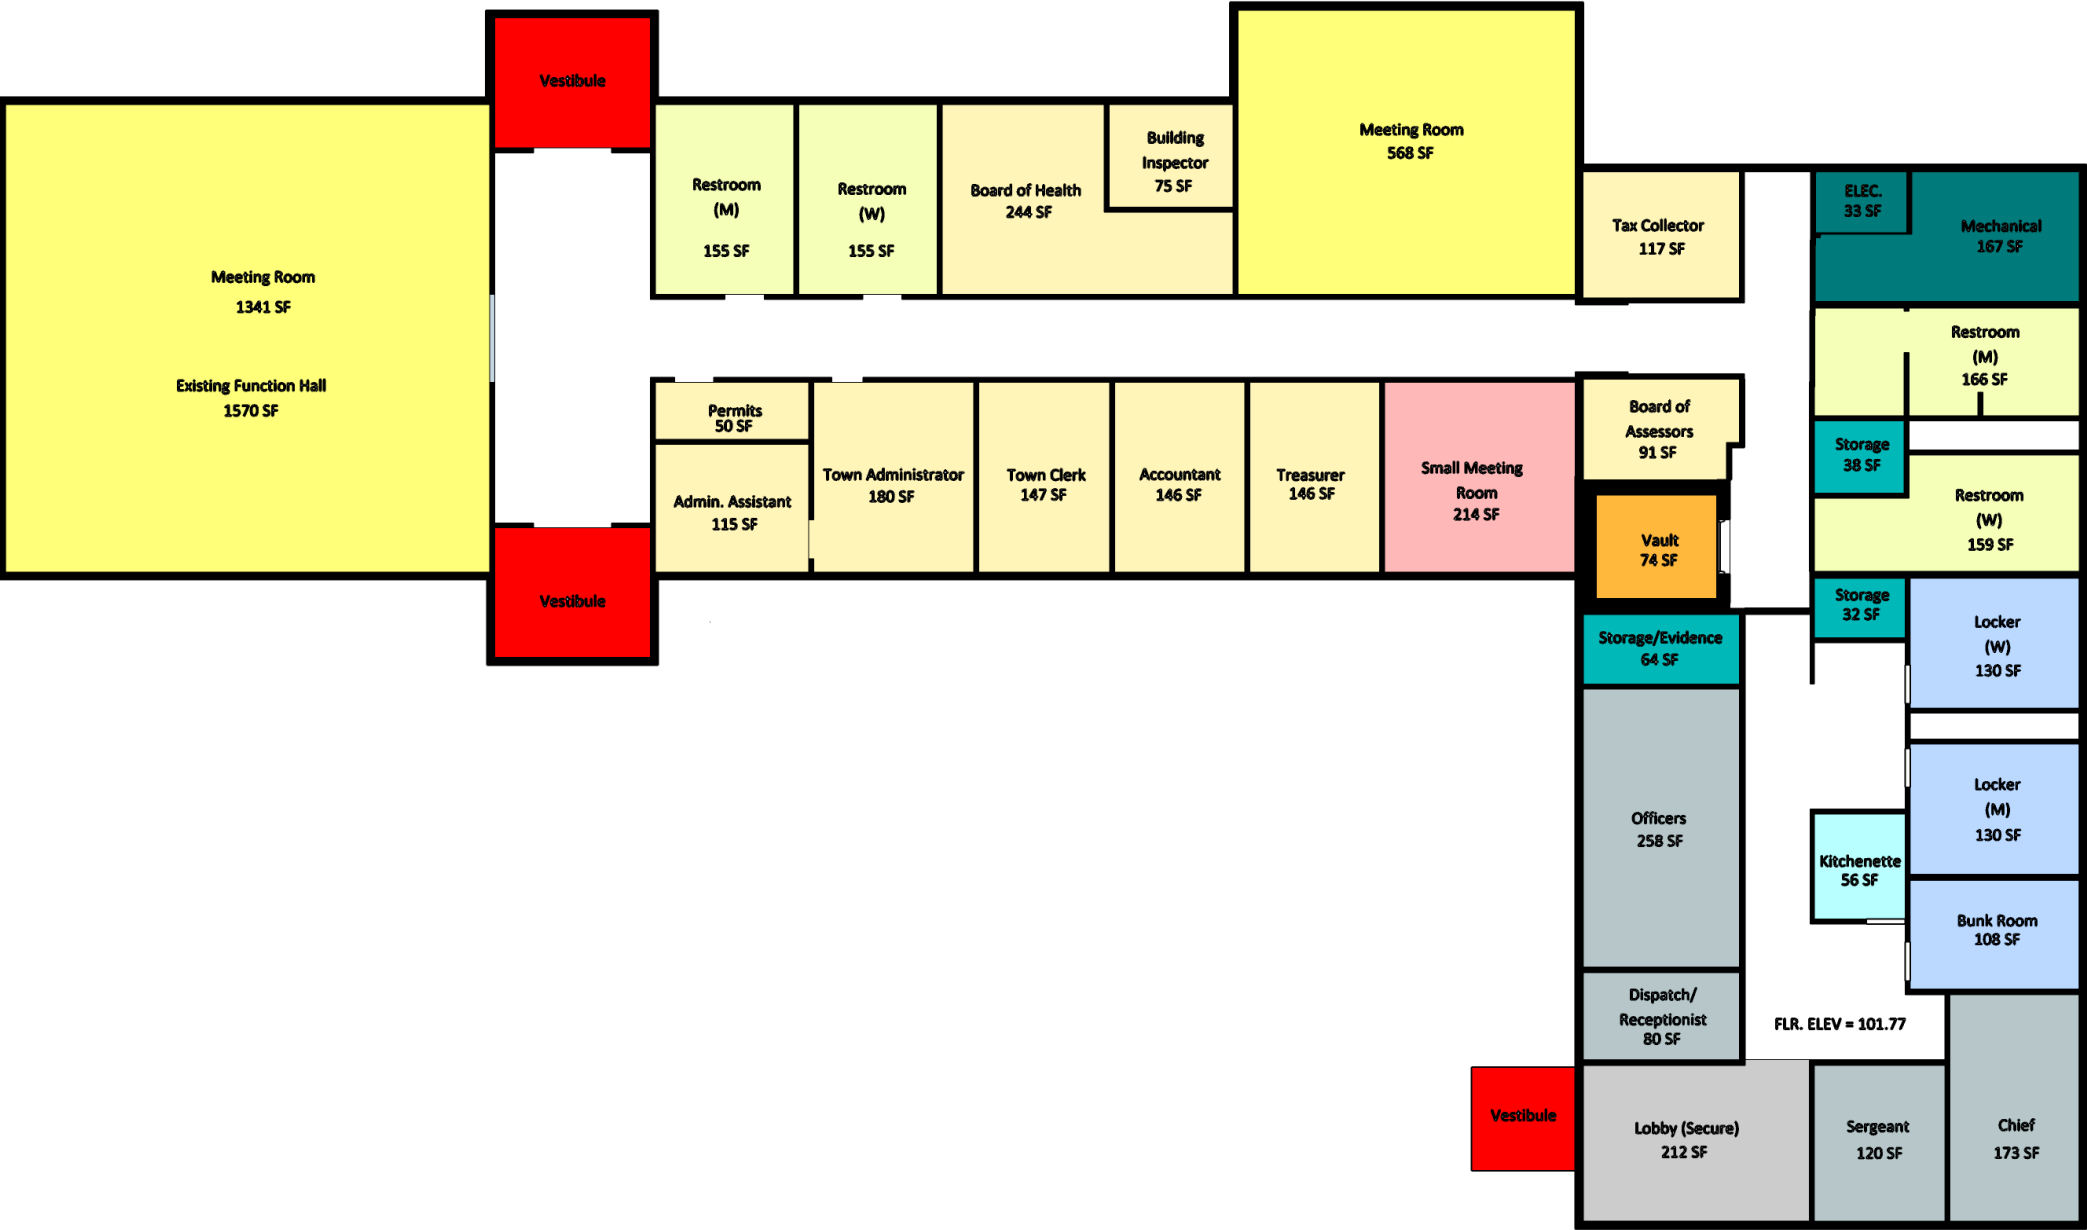 Vestibule
Meeting Room
568 SF
Building
Inspector
75 SF
Restroom
(M)
155 SF
Restroom
(W)
155 SF
Board of Health
244 SF
Tax Collector
117 SF
ELEC.
33 SF
Mechanical
167 SF
Meeting Room
1341 SF
Existing Function Hall
1570 SF
Restroom
(M)
166 SF
Permits
50 SF
Admin. Assistant
115 SF
Town Administrator
180 SF
Town Clerk
147 SF
Accountant
146 SF
Treasurer
146 SF
Small Meeting
Room
214 SF
Board of
Assessors
91 SF
Storage
38 SF
Restroom
(W)
159 SF
Vault
74 SF
Vestibule
Storage
32 SF
Locker
(W)
130 SF
Storage/Evidence
64 SF
Officers
258 SF
Locker
(M)
130 SF
Kitchenette
56 SF
Bunk Room
108 SF
Dispatch/
Receptionist
80 SF
FLR. ELEV = 101.77
Vestibule
Lobby (Secure)
212 SF
Sergeant
120 SF
Chief
173 SF